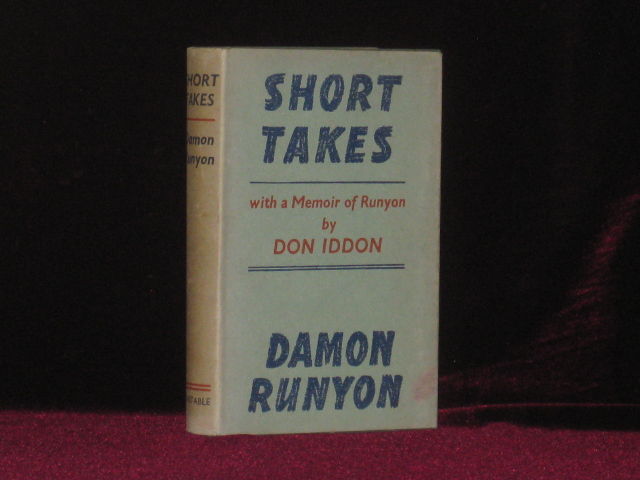 SHORT
TAKES
with a Memoir of Runyon
by
DON IDDON
DAMON
RUNYON
SHORT
TAKES
Damon
Runyon